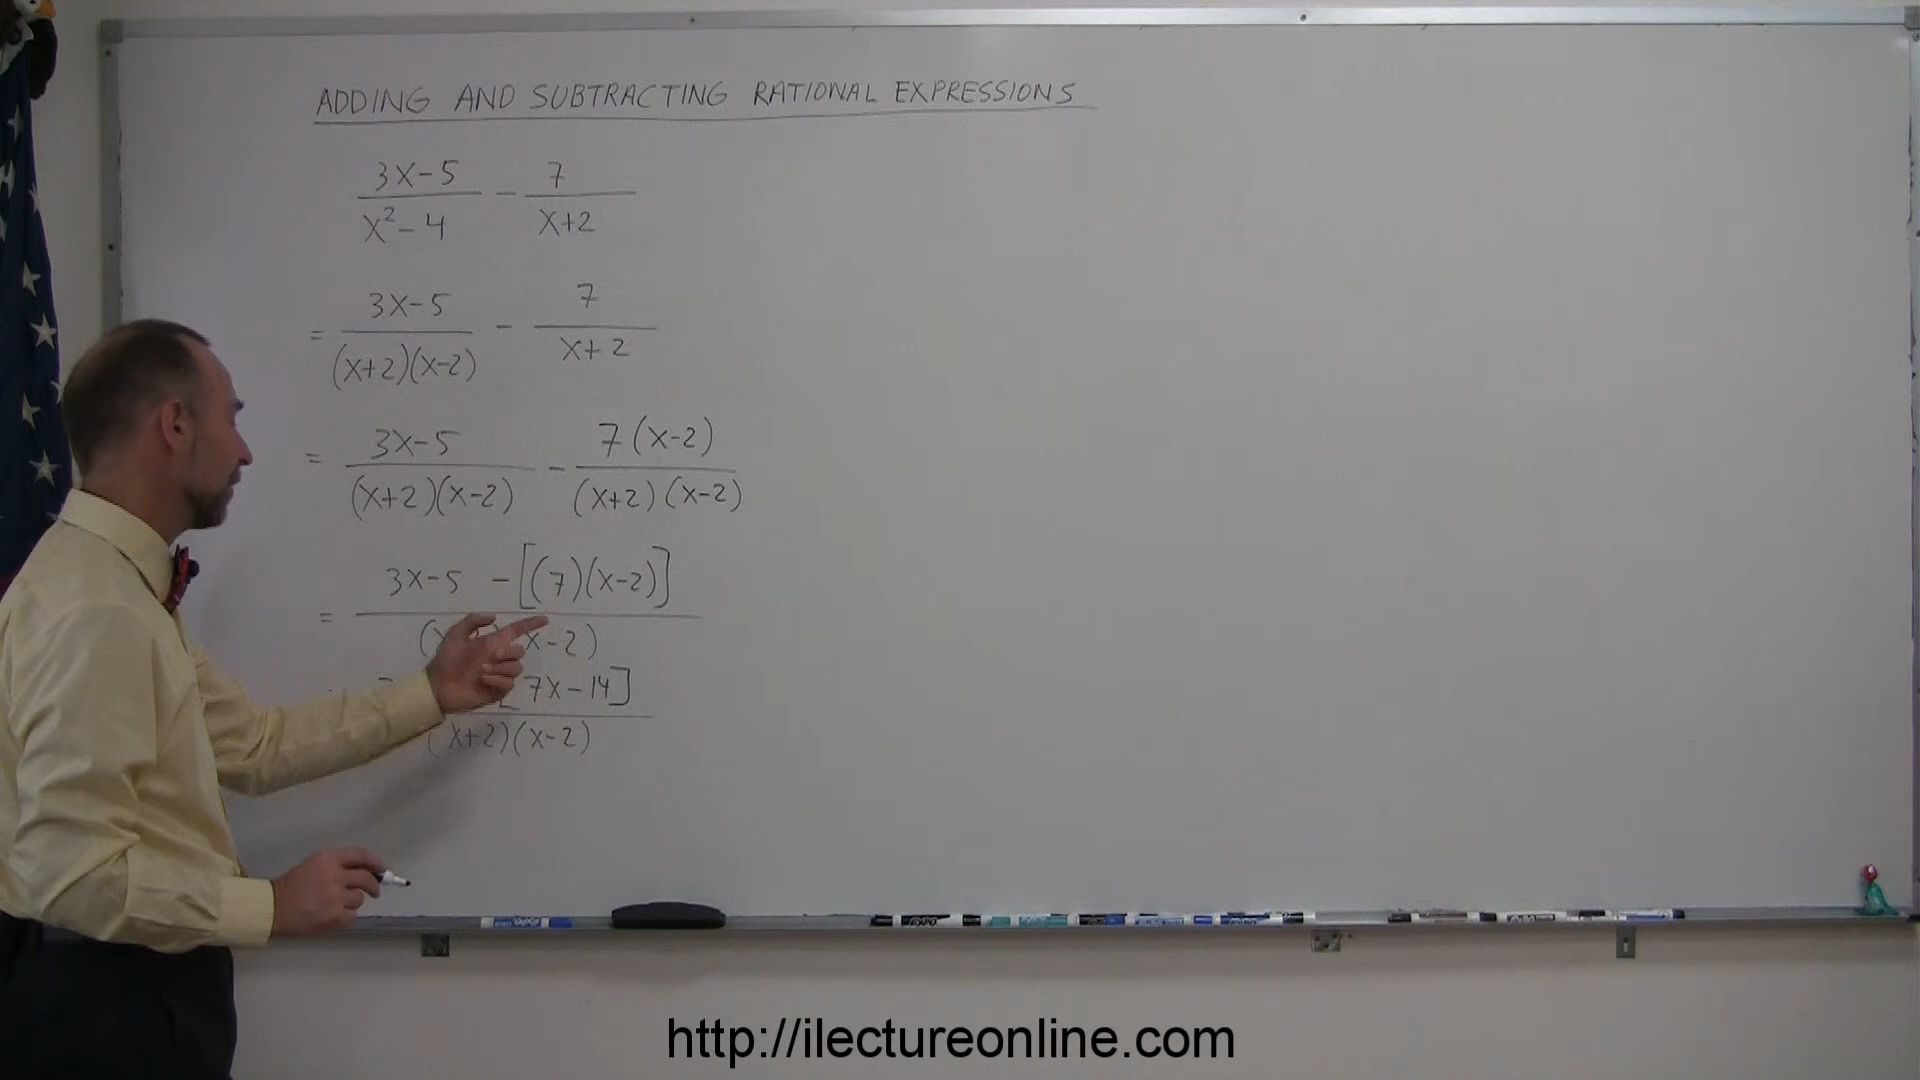 ADDING AND SUBTRACTING RATIONAL EXPRESSIONS
3x-5 - 7
x²-4 x+2
= 3x-5 - 7
(x+2)(x-2) x+2
= 3x-5 - 7(x-2)
(x+2)(x-2) (x+2)(x-2)
= 3x-5 -[(7)(x-2)]
x-2)
[7x-14]
(x+2)(x-2)
EXPO
http://ilectureonline.com